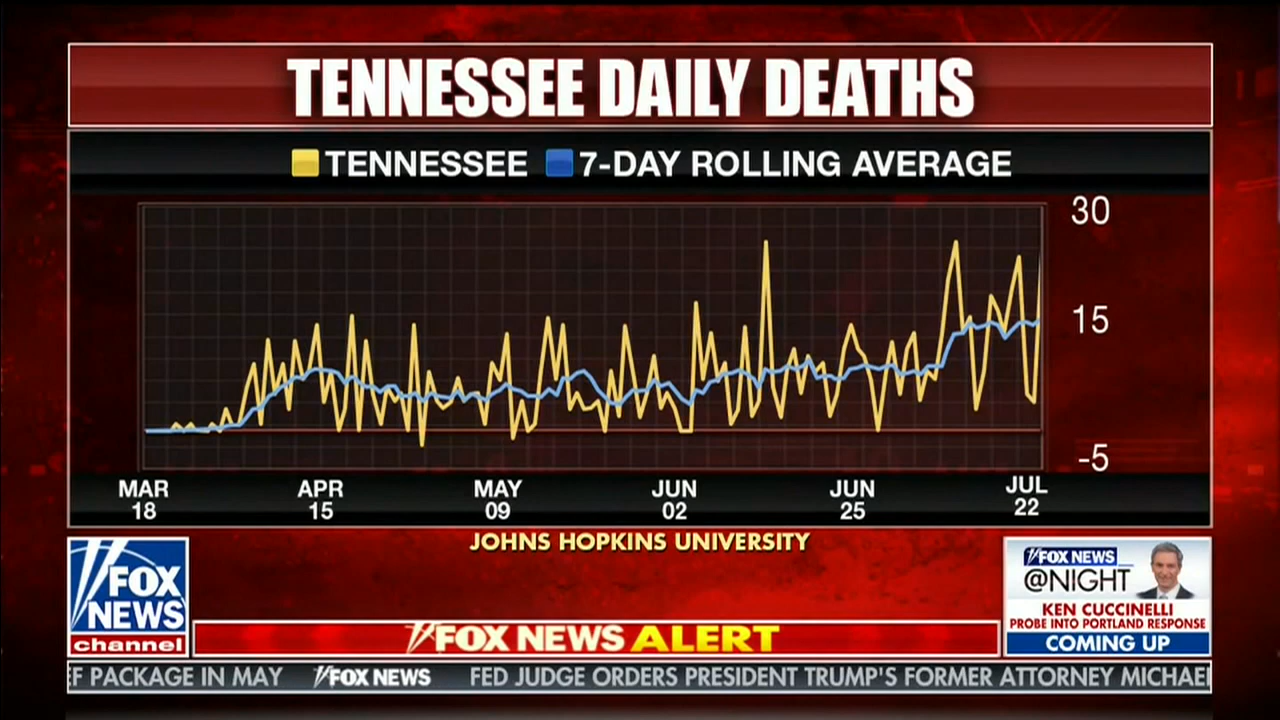 TENNESSEE DAILY DEATHS
TENNESSEE 7-DAY ROLLING AVERAGE
30
15
-5
MAR 18
APR 15
MAY 09
JUN 02
JUN 25
JUL 22
JOHNS HOPKINS UNIVERSITY
FOX NEWS channel
FOX NEWS ALERT
FOX NEWS
@NIGHT
KEN CUCCINELLI
PROBE INTO PORTLAND RESPONSE
COMING UP
EF PACKAGE IN MAY FOX NEWS FED JUDGE ORDERS PRESIDENT TRUMP'S FORMER ATTORNEY MICHAEL